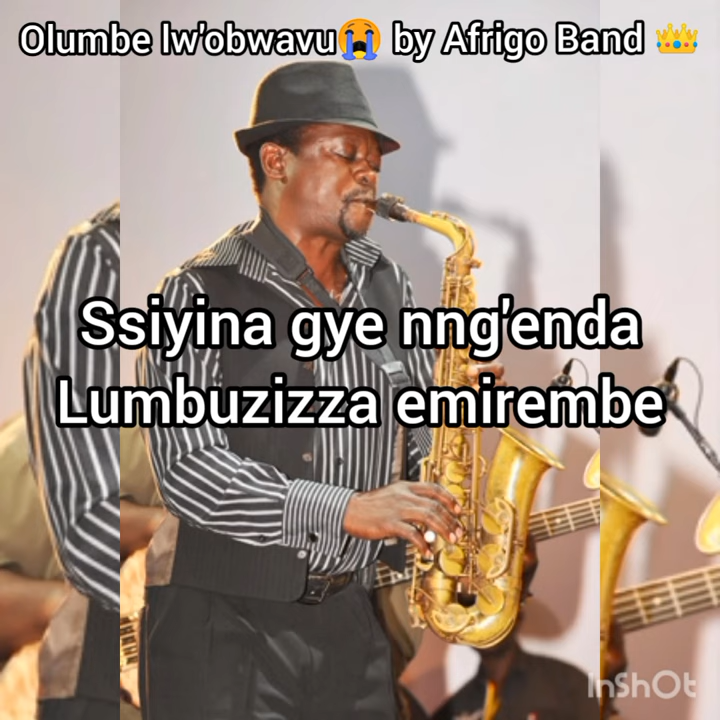 Olumbe lw'obwavu😭 by Afrigo Band 👑
Ssiyina gye nng'enda
Lumbuzizza emirembe
InShOt